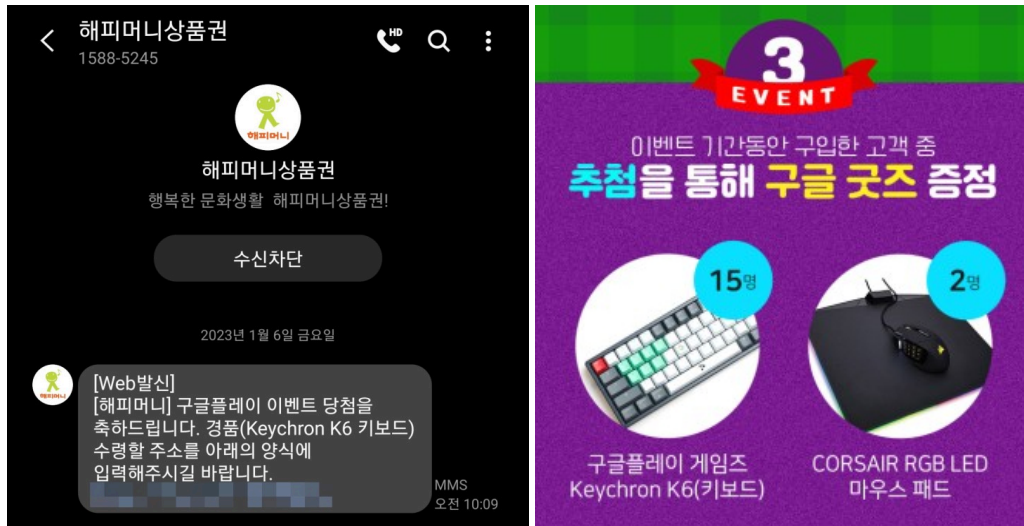 해피머니상품권
1588-5245
HD
해피머니
해피머니상품권
행복한 문화생활 해피머니상품권!
수신차단
2023년 1월 6일 금요일
해피머니
[Web발신]
[해피머니] 구글플레이 이벤트 당첨을
축하드립니다. 경품(Keychron K6 키보드)
수령할 주소를 아래의 양식에
입력해주시길 바랍니다.
MMS
오전 10:09
3
EVENT
이벤트 기간동안 구입한 고객 중
추첨을 통해 구글 굿즈 증정
15명
2명
구글플레이 게임즈
Keychron K6(키보드)
CORSAIR RGB LED
마우스 패드